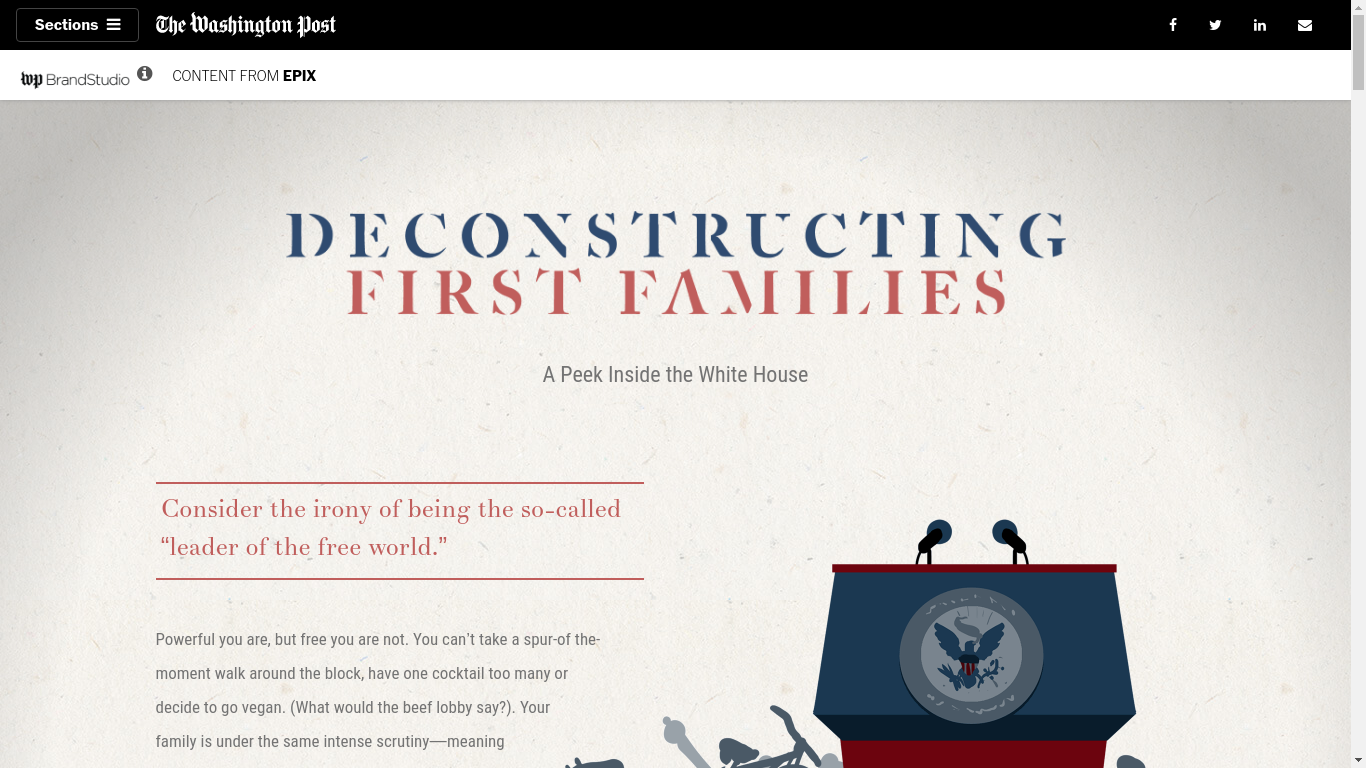 Sections
The Washington Post
wp BrandStudio
CONTENT FROM EPIX
DECONSTRUCTING
FIRST FAMILIES
A Peek Inside the White House
Consider the irony of being the so-called
“leader of the free world.”
Powerful you are, but free you are not. You can’t take a spur-of the-
moment walk around the block, have one cocktail too many or
decide to go vegan. (What would the beef lobby say?). Your
family is under the same intense scrutiny—meaning